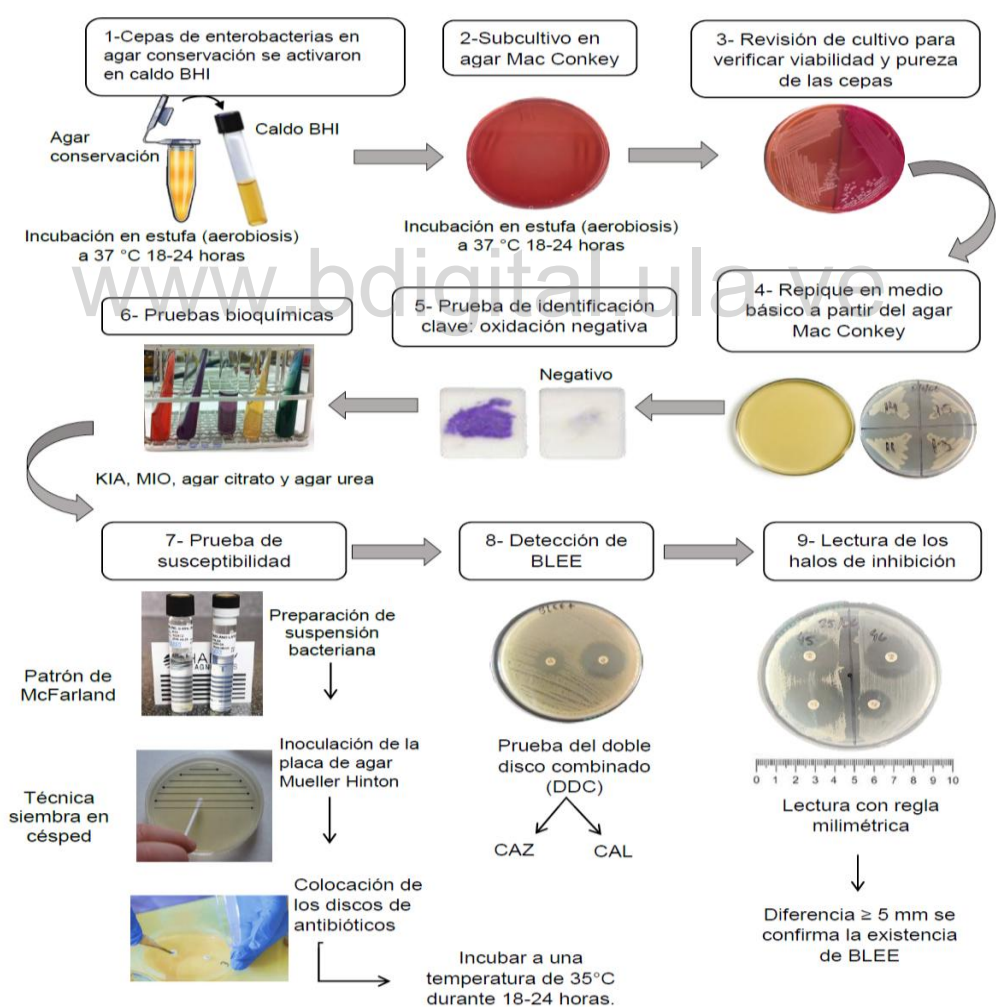 1-Cepas de enterobacterias en
agar conservación se activaron
en caldo BHI
Agar
conservación
Caldo BHI
Incubación en estufa (aerobiosis)
a 37 °C 18-24 horas
2-Subcultivo en
agar Mac Conkey
Incubación en estufa (aerobiosis)
a 37 °C 18-24 horas
3- Revisión de cultivo para
verificar viabilidad y pureza
de las cepas
www.bdigital.ula.ve
4- Repique en medio
básico a partir del agar
Mac Conkey
5- Prueba de identificación
clave: oxidación negativa
Negativo
6- Pruebas bioquímicas
KIA, MIO, agar citrato y agar urea
7- Prueba de
susceptibilidad
Patrón de
McFarland
Preparación de
suspensión
bacteriana
Técnica
siembra en
césped
Inoculación de la
placa de agar
Mueller Hinton
Colocación de
los discos de
antibióticos
Incubar a una
temperatura de 35°C
durante 18-24 horas.
8- Detección de
BLEE
Prueba del doble
disco combinado
(DDC)
CAZ CAL
9- Lectura de los
halos de inhibición
45 46
0 1 2 3 4 5 6 7 8 9 10
Lectura con regla
milimétrica
Diferencia ≥ 5 mm se
confirma la existencia
de BLEE